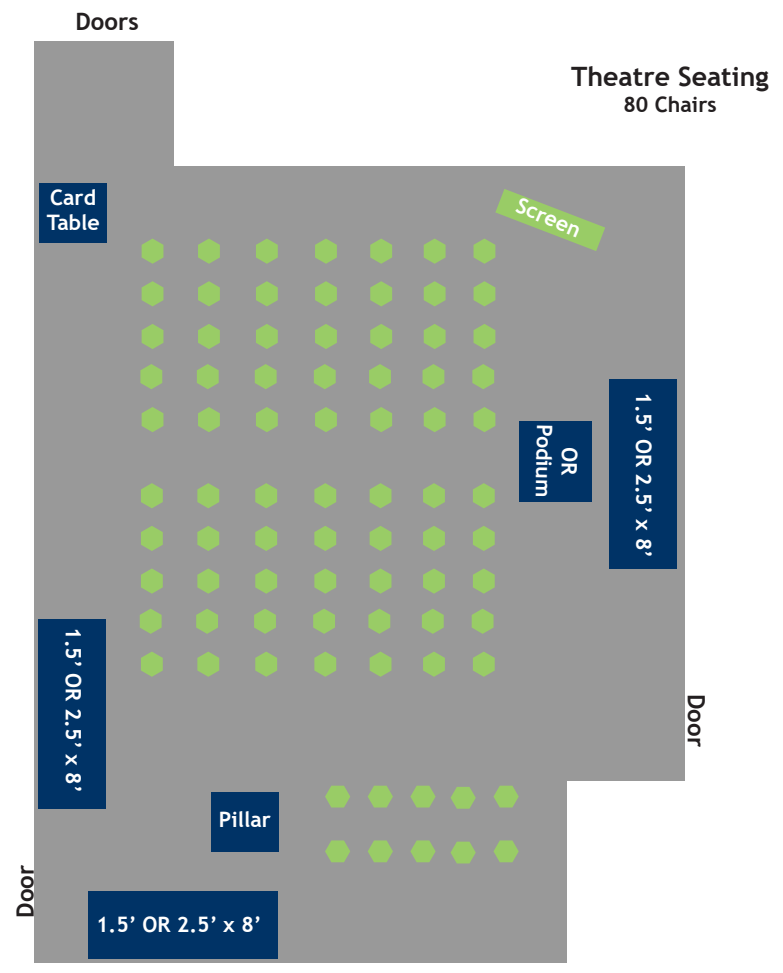 Doors
Theatre Seating
80 Chairs
Card
Table
Screen
1.5’ OR 2.5’ x 8’
OR
Podium
1.5’ OR 2.5’ x 8’
Door
Pillar
Door
1.5’ OR 2.5’ x 8’